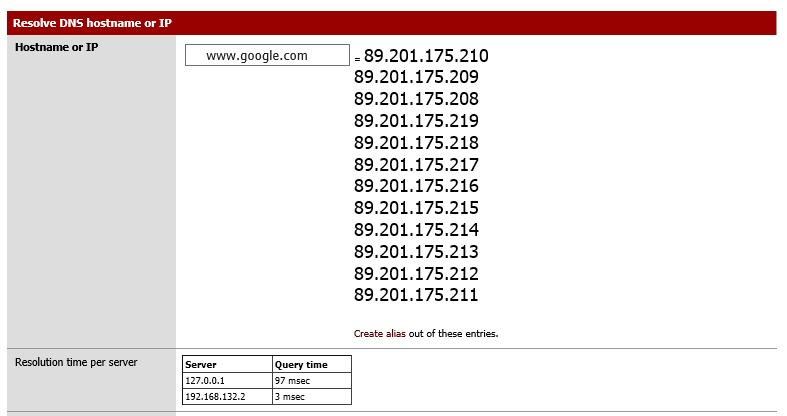 Resolve DNS hostname or IP
Hostname or IP
www.google.com = 89.201.175.210
89.201.175.209
89.201.175.208
89.201.175.219
89.201.175.218
89.201.175.217
89.201.175.216
89.201.175.215
89.201.175.214
89.201.175.213
89.201.175.212
89.201.175.211
Create alias out of these entries.
Resolution time per server
Server Query time
127.0.0.1 97 msec
192.168.132.2 3 msec